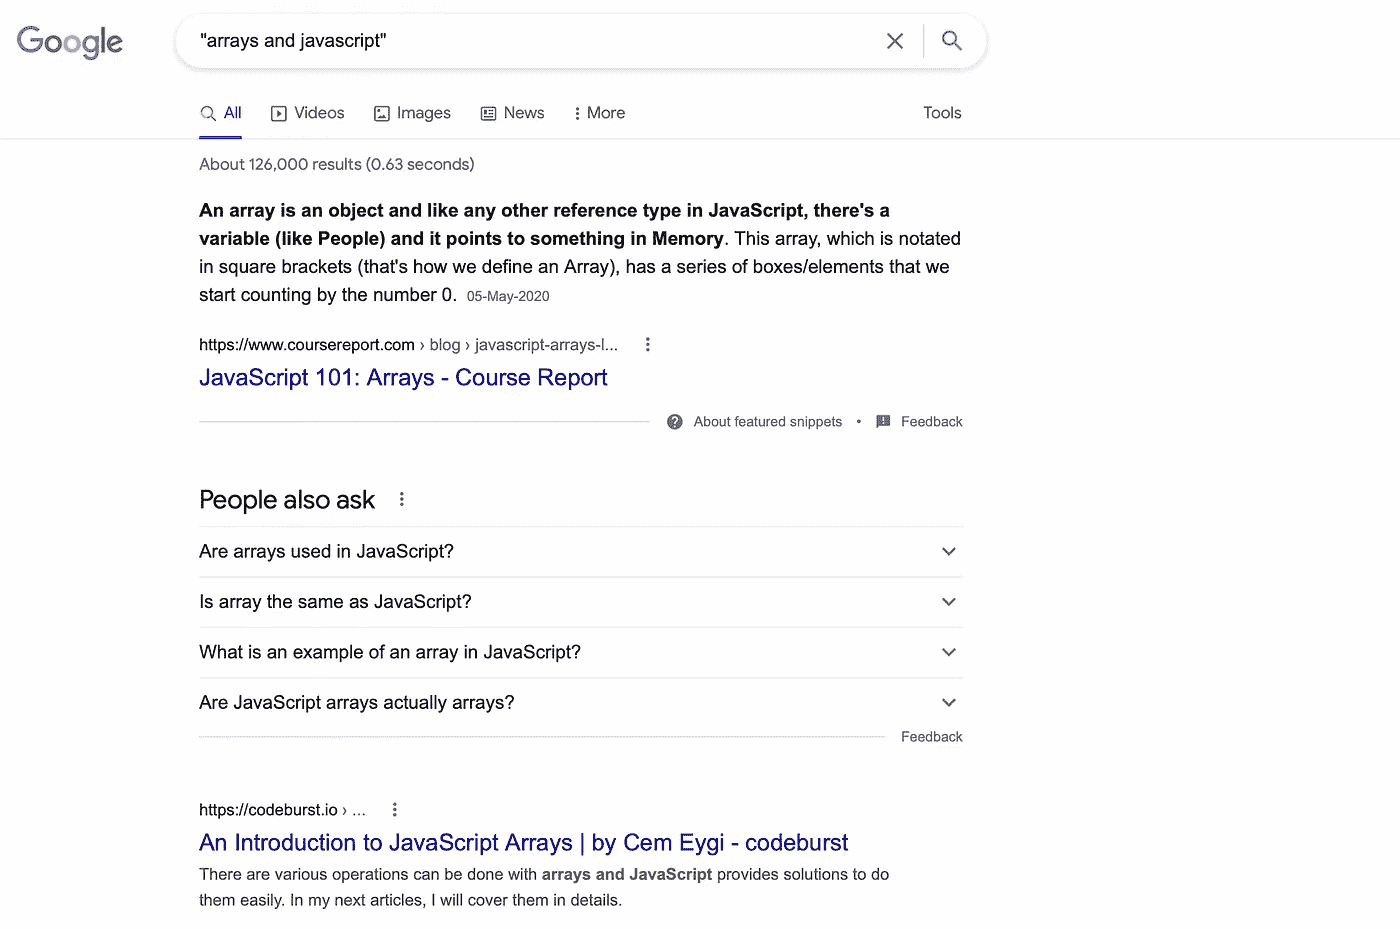 Google
"arrays and javascript"
All Videos Images News More Tools
About 126,000 results (0.63 seconds)
An array is an object and like any other reference type in JavaScript, there's a
variable (like People) and it points to something in Memory. This array, which is notated
in square brackets (that's how we define an Array), has a series of boxes/elements that we
start counting by the number 0. 05-May-2020
https://www.coursereport.com › blog › javascript-arrays-l...
JavaScript 101: Arrays - Course Report
About featured snippets • Feedback
People also ask
Are arrays used in JavaScript?
Is array the same as JavaScript?
What is an example of an array in JavaScript?
Are JavaScript arrays actually arrays?
Feedback
https://codeburst.io › ...
An Introduction to JavaScript Arrays | by Cem Eygi - codeburst
There are various operations can be done with arrays and JavaScript provides solutions to do
them easily. In my next articles, I will cover them in details.